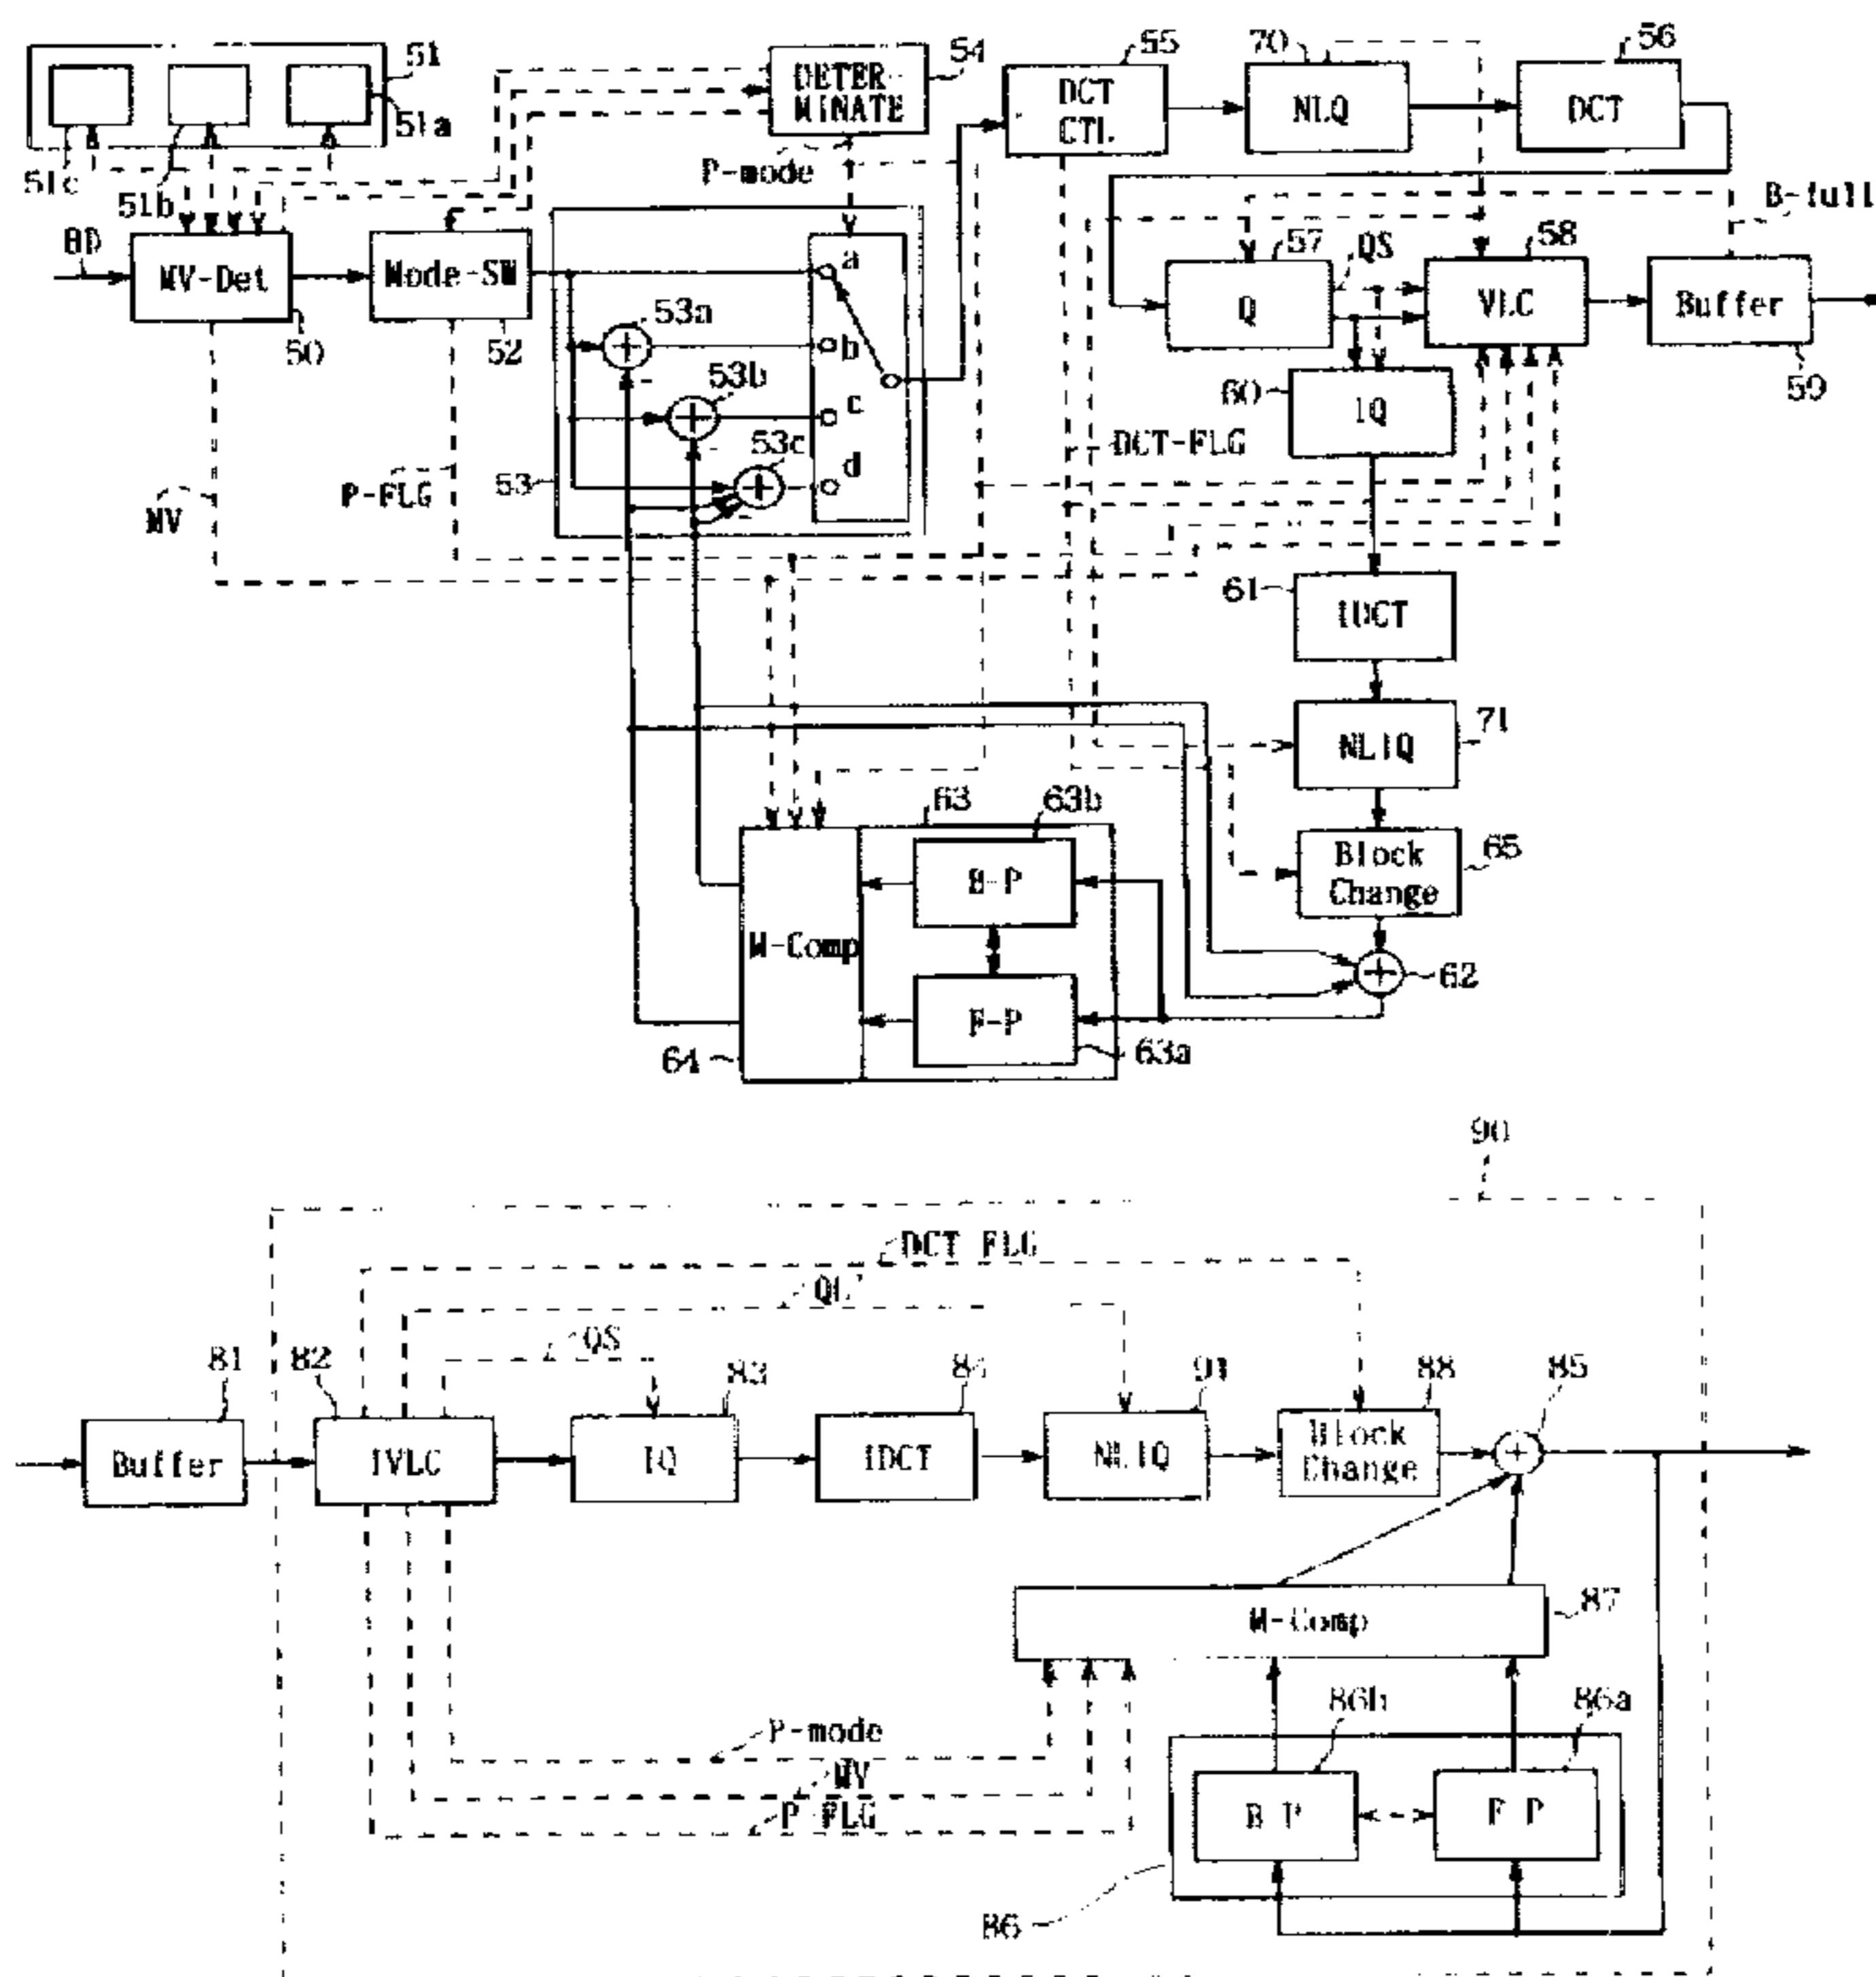 51
51a
51c
51b
54
DETER-
MINATE
P-mode
55
DCT
CTL
70
NLQ
56
DCT
B-full
MV-Det
50
Mode-SW
52
53a
53b
53c
53
a
b
c
d
-
-
-
57
Q
QS
58
VLC
Buffer
59
60
IQ
DCT-FLG
P-FLG
MV
61
IDCT
71
NLIQ
65
Block
Change
62
63
63b
B-P
M-Comp
F-P
63a
64
90
DCT FLG
QS
81
Buffer
82
IVLC
83
IQ
IDCT
91
NLIQ
88
Block
Change
85
87
M-Comp
86b
86a
P-mode
MV
P FLG
B P
F P
86